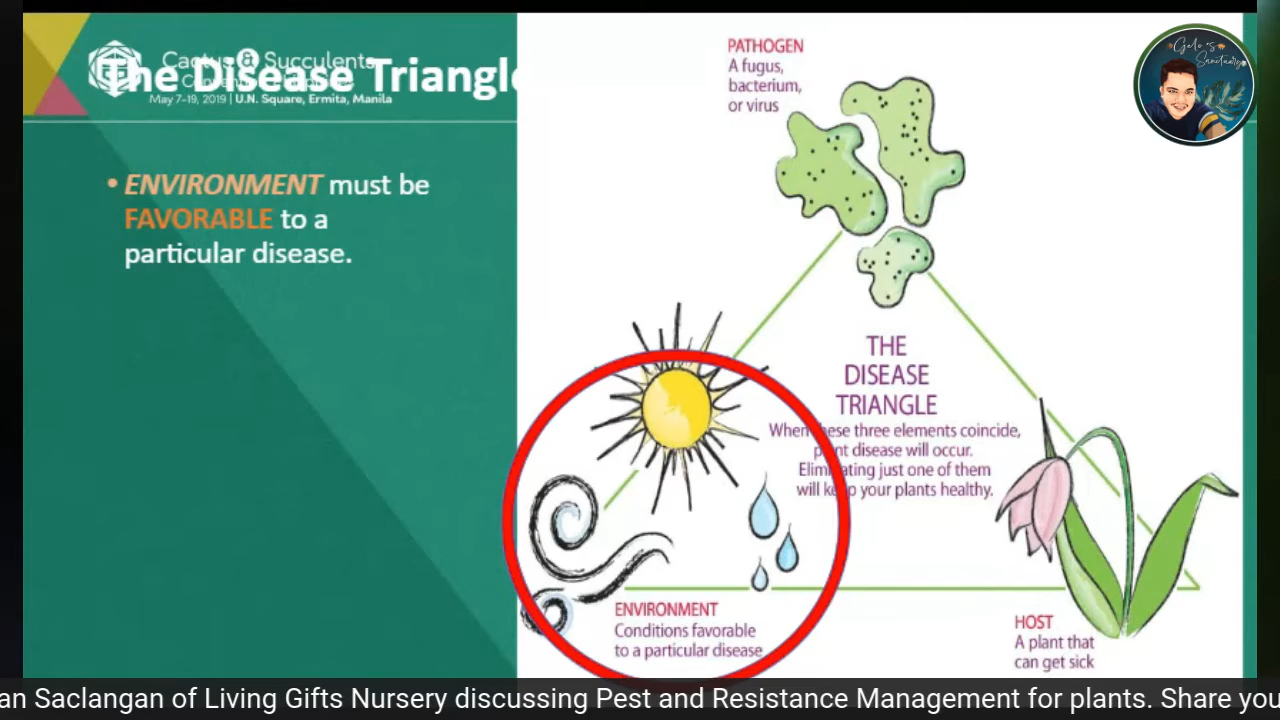 Cactus & Succulents
The Disease Triangle
May 7-19, 2019 | U.N. Square, Ermita, Manila
• ENVIRONMENT must be
FAVORABLE to a
particular disease.
PATHOGEN
A fugus,
bacterium,
or virus
Gelo's
Sanctuary
THE
DISEASE
TRIANGLE
When these three elements coincide,
plant disease will occur.
Eliminating just one of them
will keep your plants healthy.
ENVIRONMENT
Conditions favorable
to a particular disease
HOST
A plant that
can get sick
an Saclangan of Living Gifts Nursery discussing Pest and Resistance Management for plants. Share you